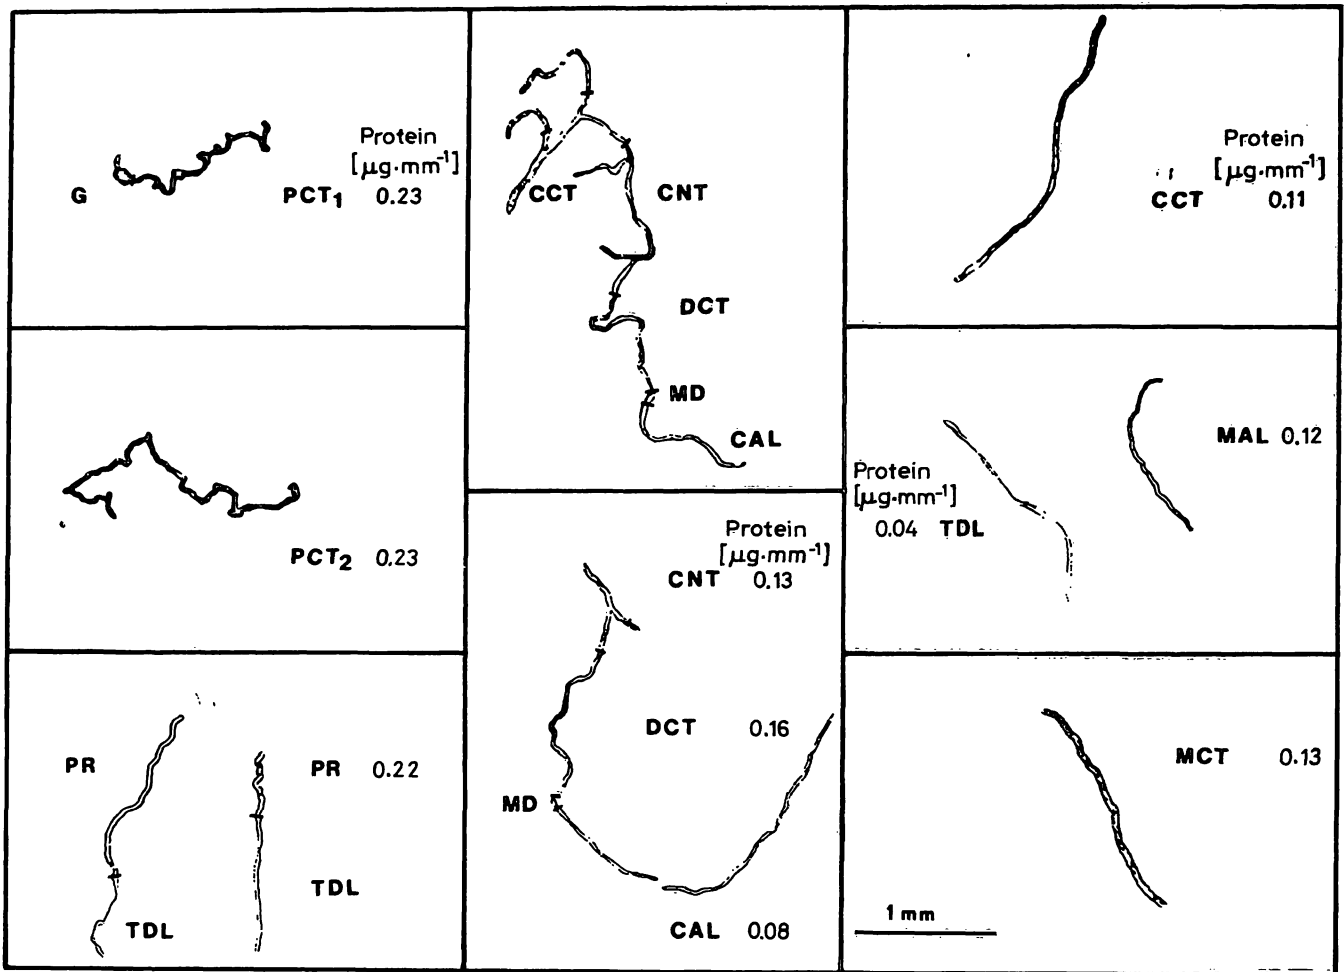 Protein
[μg·mm⁻¹]
G PCT₁ 0.23
PCT₂ 0.23
PR PR 0.22
TDL
TDL
CCT CNT
DCT
MD
CAL
Protein
[μg·mm⁻¹]
CNT 0.13
DCT 0.16
MD
CAL 0.08
Protein
[μg·mm⁻¹]
CCT 0.11
MAL 0.12
Protein
[μg·mm⁻¹]
0.04 TDL
MCT 0.13
1 mm